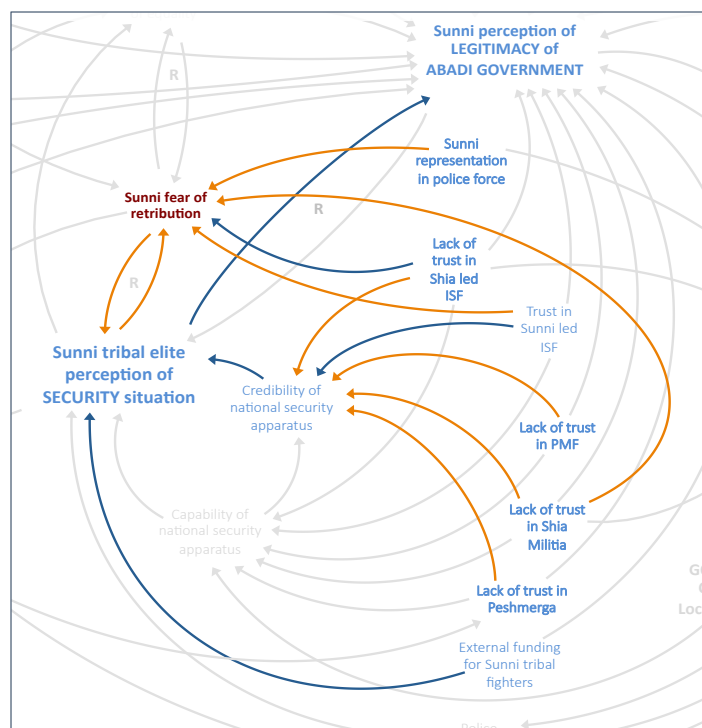 Sunni perception of
LEGITIMACY of
ABADI GOVERNMENT
R
Sunni
representation
in police force
Sunni fear of
retribution
R
Lack of
trust in
Shia led
ISF
R
Trust in
Sunni led
ISF
Sunni tribal elite
perception of
SECURITY situation
Credibility of
national security
apparatus
Lack of trust
in PMF
Capability of
national security
apparatus
Lack of trust
in Shia
Militia
Lack of trust in
Peshmerga
External funding
for Sunni tribal
fighters
Police